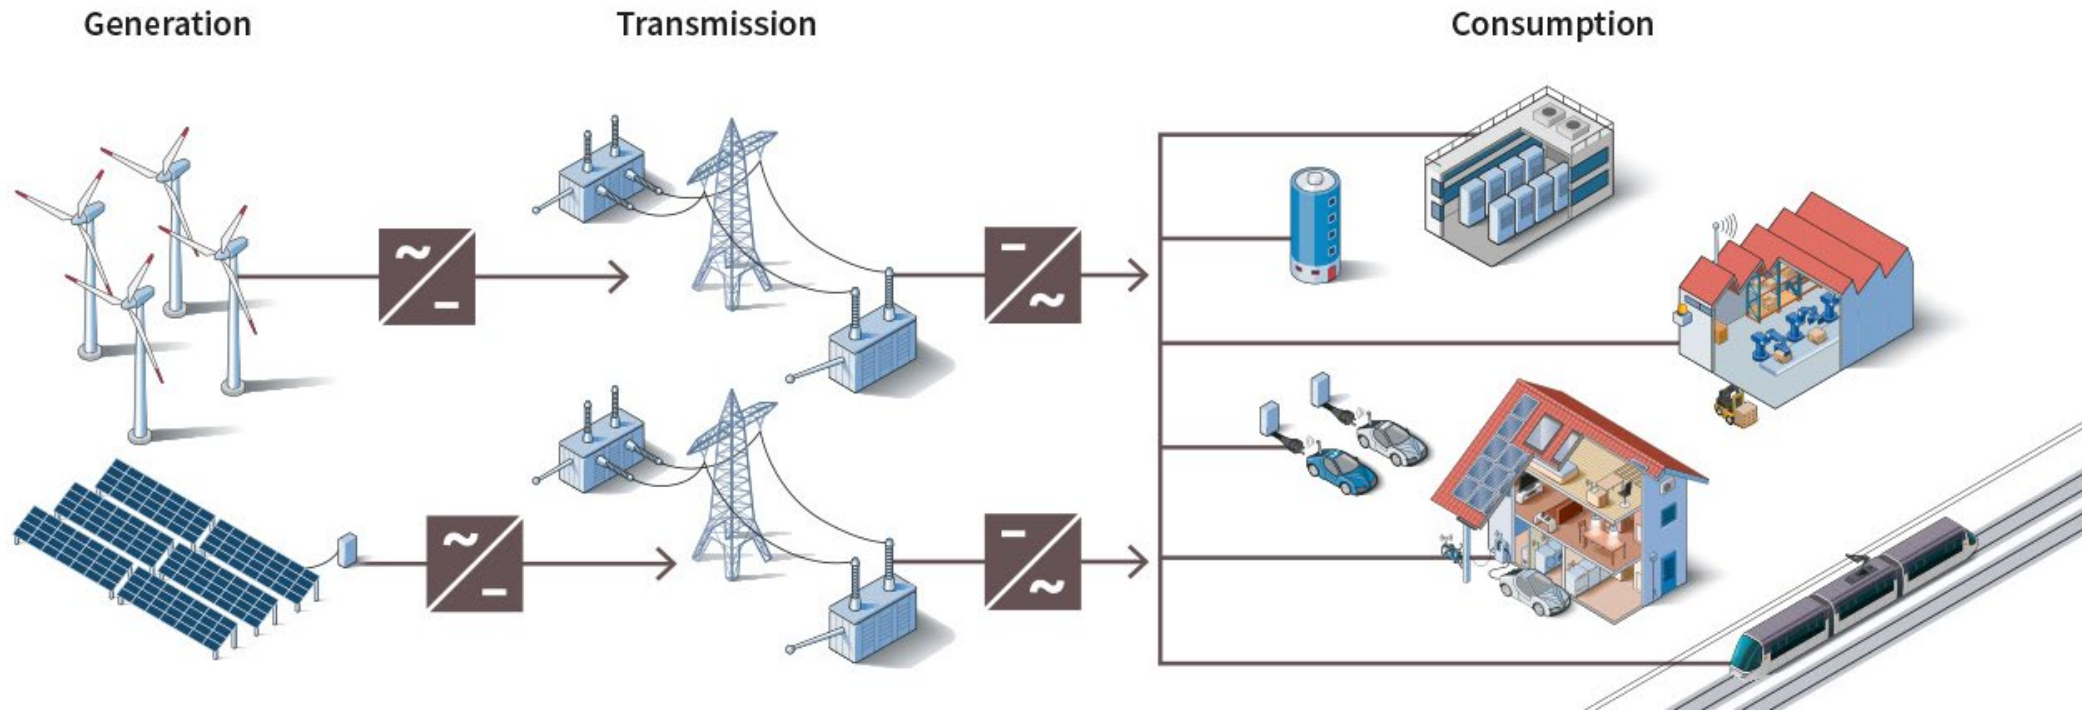 Generation
Transmission
Consumption
~
–
–
~
~
–
–
~